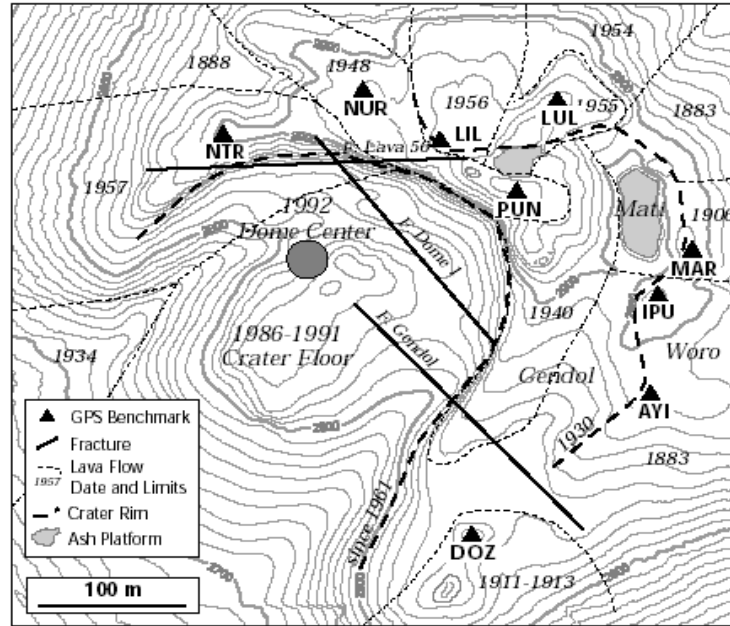 1954
1888
1948
NUR
1956
LUL
1955
1883
NTR
LIL
F. Lava 56
1957
PUN
Mati
1906
1992
Dome Center
F. Dome 1
MAR
IPU
1940
1934
1986-1991
Crater Floor
F. Gendol
Gendol
Woro
AYI
1930
1883
2800
GPS Benchmark
Fracture
Lava Flow
1957 Date and Limits
Crater Rim
Ash Platform
since 1961
DOZ
1911-1913
100 m